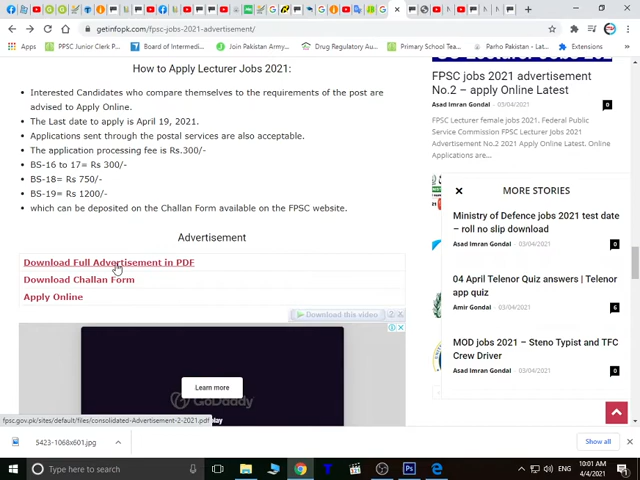 getinfopk.com/fpsc-jobs-2021-advertisement/
Apps
PPSC Junior Clerk P...
Board of Intermedi...
Join Pakistan Army...
Drug Regulatory Au...
Primary School Tea...
Parho Pakistan, Get...
Extensions
How to Apply Lecturer Jobs 2021:
Interested Candidates who compare themselves to the requirements of the post are
advised to Apply Online.
The Last date to apply is April 19, 2021.
Applications sent through the postal services are also acceptable.
The application processing fee is RS.300/-
BS-16 to 17= Rs 300/-
BS-18= Rs 750/-
BS-19= Rs 1200/-
which can be deposited on the Challan Form available on the FPSC website.
Advertisement
Download Full Advertisement in PDF
Download Challan Form
Apply Online
Download this video
Learn more
GoDaddy
play
fpsc.gov.pk/sites/default/files/consolidated-Advertisement-2-2021.pdf
FPSC jobs 2021 advertisement
No.2 – apply Online Latest
Asad Imran Gondal - 03/04/2021
0
FPSC Lecturer female jobs 2021. Federal Public
Service Commission FPSC Lecturer Jobs 2021
Advertisement No.2 2021 Apply Online Latest. Online
Applications are...
MORE STORIES
Ministry of Defence jobs 2021 test date
– roll no slip download
Asad Imran Gondal - 03/04/2021
0
04 April Telenor Quiz answers | Telenor
app quiz
Amir Gondal - 03/04/2021
6
MOD jobs 2021 – Steno Typist and TFC
Crew Driver
Asad Imran Gondal - 03/04/2021
0
5423-1068x601.jpg
Show all
Type here to search
ENG
10:01 AM
4/4/2021